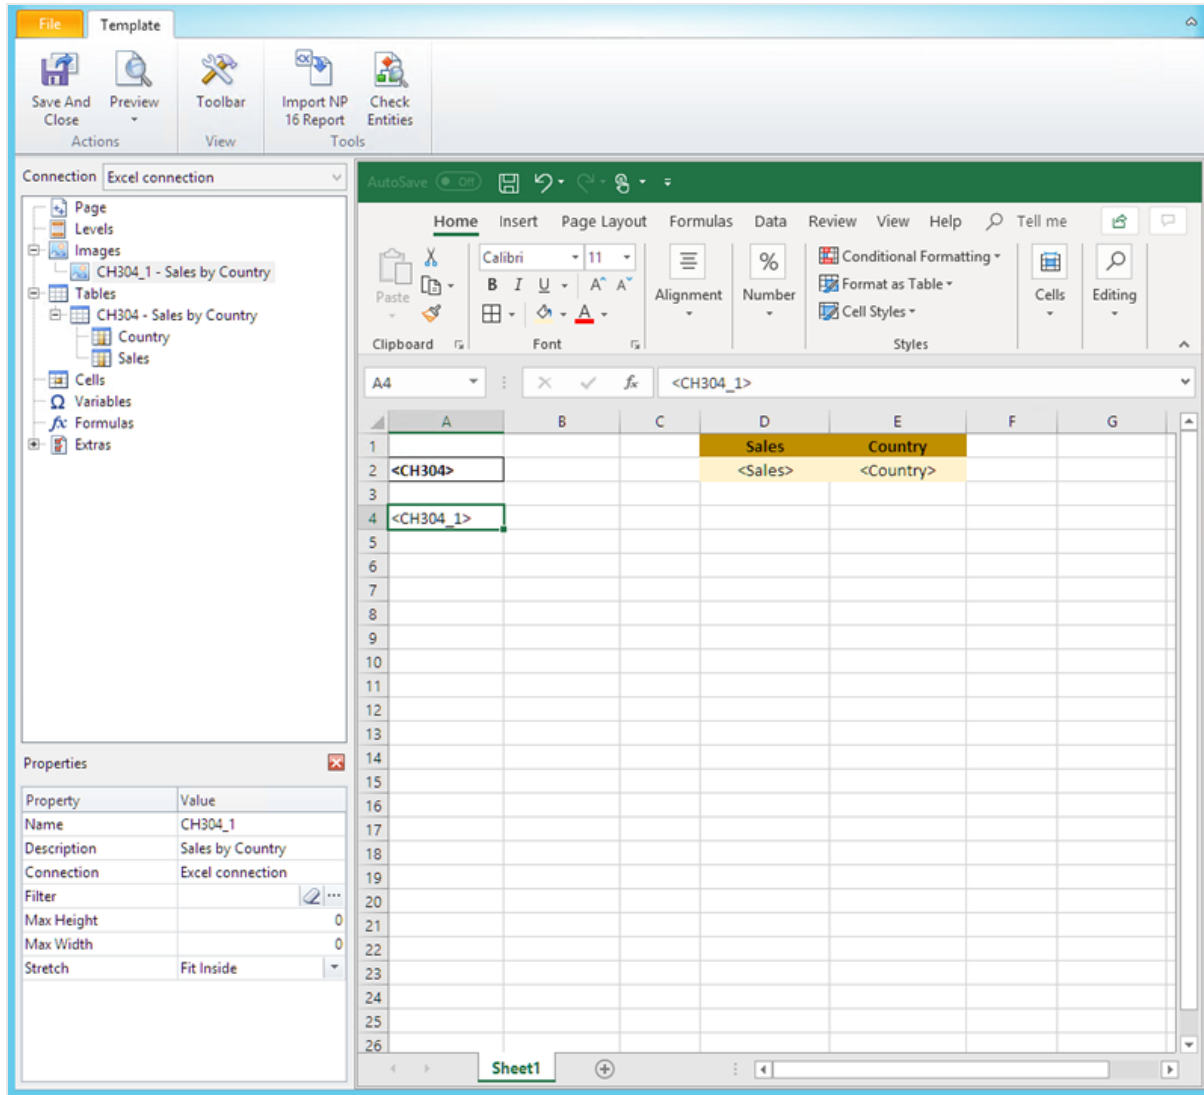 File Template
Save And Close
Preview
Toolbar
Import NP 16 Report
Check Entities
Actions View Tools
Connection Excel connection
Page
Levels
Images
CH304_1 - Sales by Country
Tables
CH304 - Sales by Country
Country
Sales
Cells
Variables
Formulas
Extras
Properties
Property Value
Name CH304_1
Description Sales by Country
Connection Excel connection
Filter
Max Height 0
Max Width 0
Stretch Fit Inside
AutoSave Off
Home Insert Page Layout Formulas Data Review View Help Tell me
Paste
Calibri 11
B I U A A
A
Alignment
% Number
Conditional Formatting
Format as Table
Cell Styles
Cells
Editing
Clipboard Font Styles
A4 fx <CH304_1>
A B C D E F G
1 Sales Country
2 <CH304> <Sales> <Country>
3
4 <CH304_1>
5
6
7
8
9
10
11
12
13
14
15
16
17
18
19
20
21
22
23
24
25
26
Sheet1